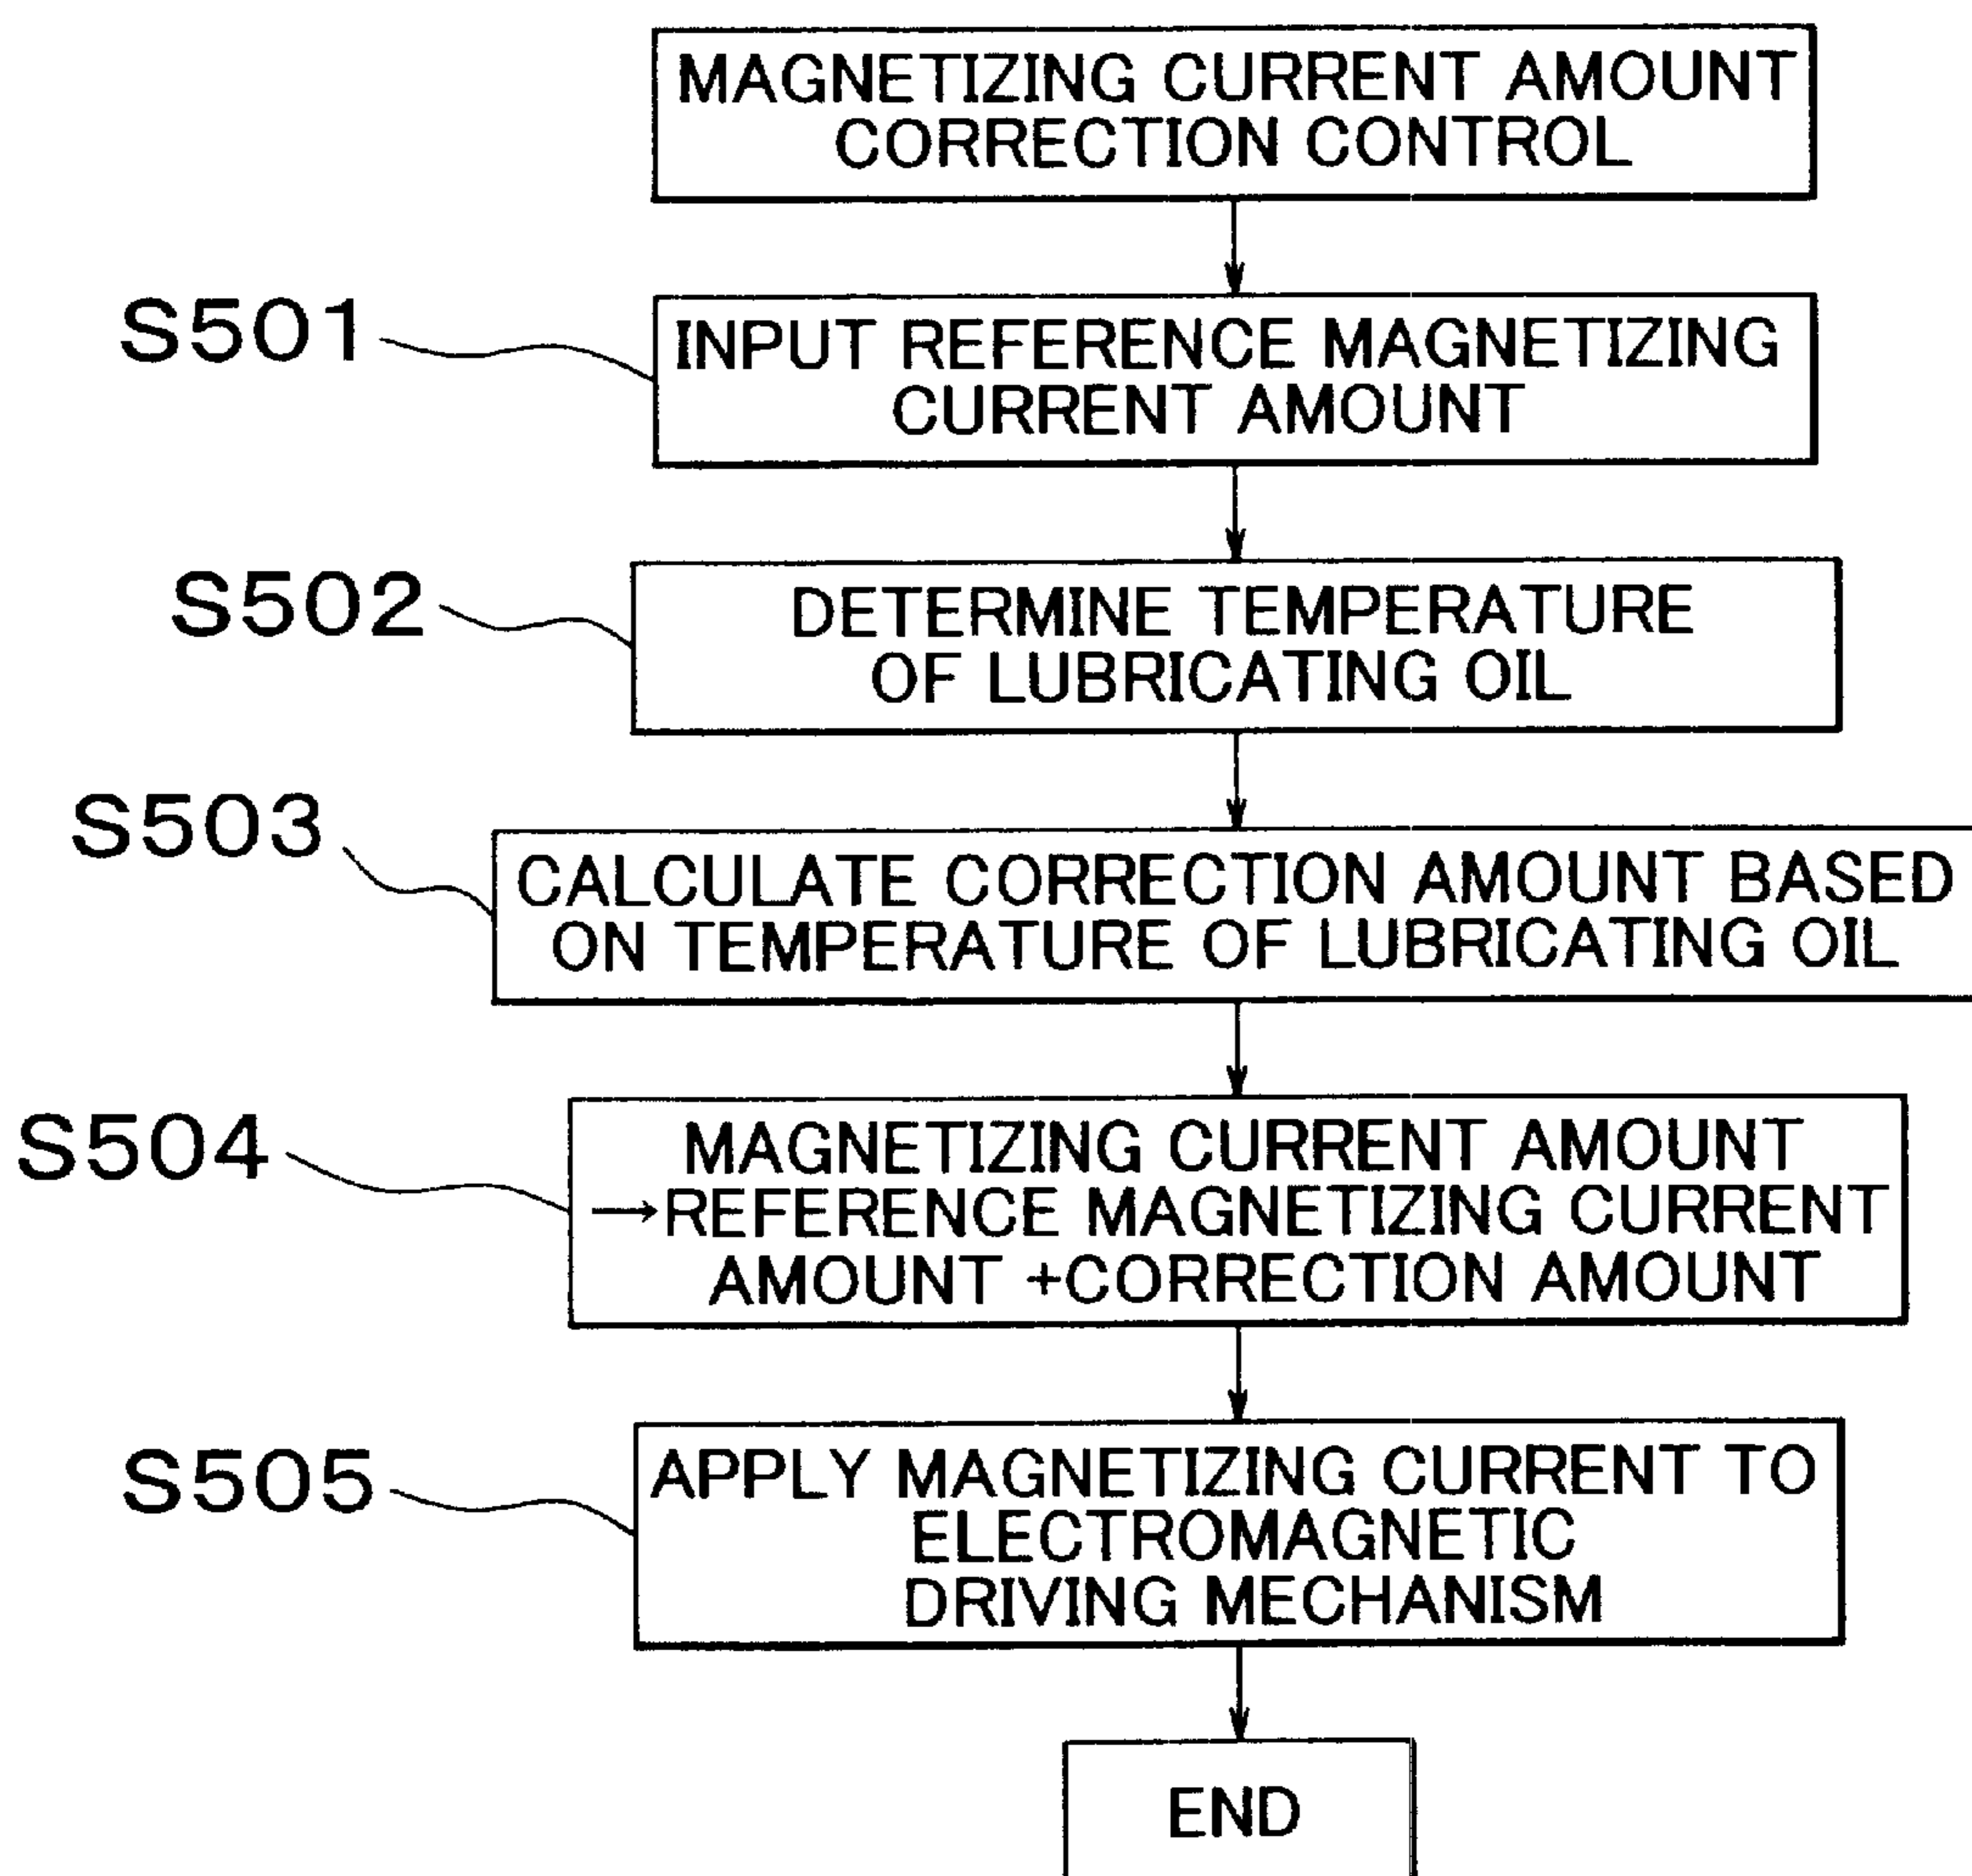 MAGNETIZING CURRENT AMOUNT
CORRECTION CONTROL
S501
INPUT REFERENCE MAGNETIZING
CURRENT AMOUNT
S502
DETERMINE TEMPERATURE
OF LUBRICATING OIL
S503
CALCULATE CORRECTION AMOUNT BASED
ON TEMPERATURE OF LUBRICATING OIL
S504
MAGNETIZING CURRENT AMOUNT
→REFERENCE MAGNETIZING CURRENT
AMOUNT +CORRECTION AMOUNT
S505
APPLY MAGNETIZING CURRENT TO
ELECTROMAGNETIC
DRIVING MECHANISM
END